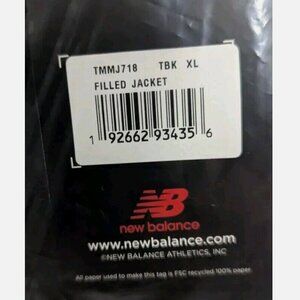 TMMJ718 TBK XL
FILLED JACKET
1 92662 93435 6
NB
new balance
www.newbalance.com
©NEW BALANCE ATHLETICS, INC
All paper used to make this tag is FSC recycled 100% paper